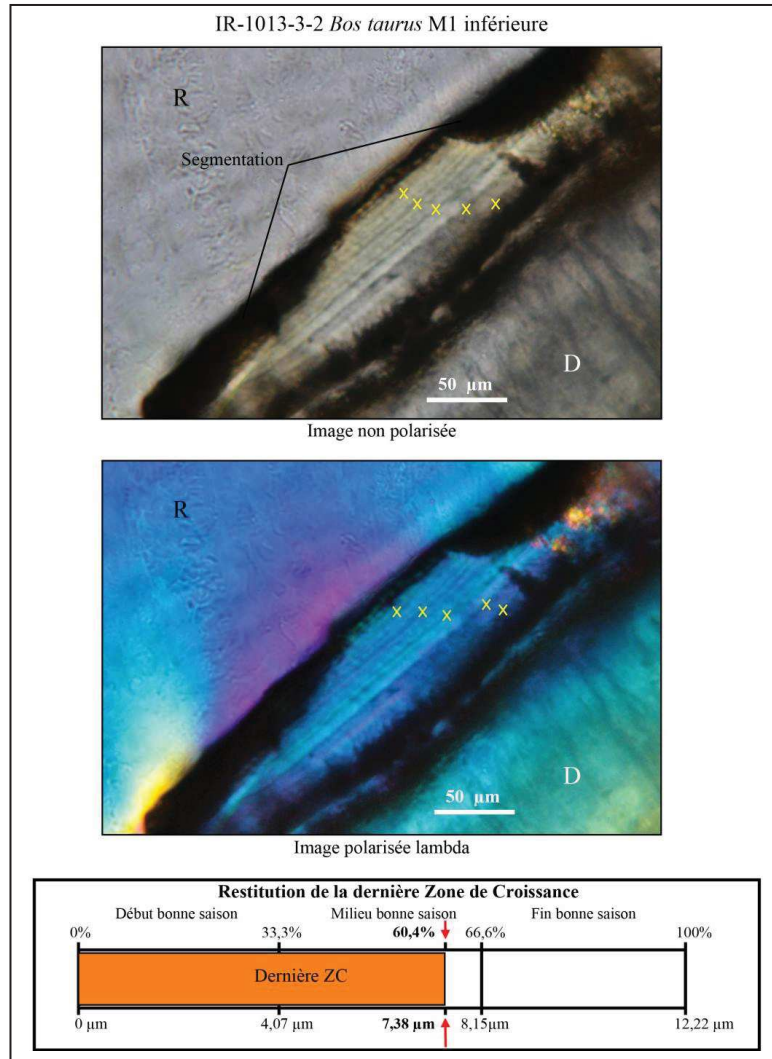 IR-1013-3-2 Bos taurus M1 inférieure
R
Segmentation
x x x x x
D
50 µm
Image non polarisée
R
x x x x x
D
50 µm
Image polarisée lambda
Restitution de la dernière Zone de Croissance
Début bonne saison Milieu bonne saison Fin bonne saison
0% 33,3% 60,4% 66,6% 100%
Dernière ZC
0 µm 4,07 µm 7,38 µm 8,15µm 12,22 µm